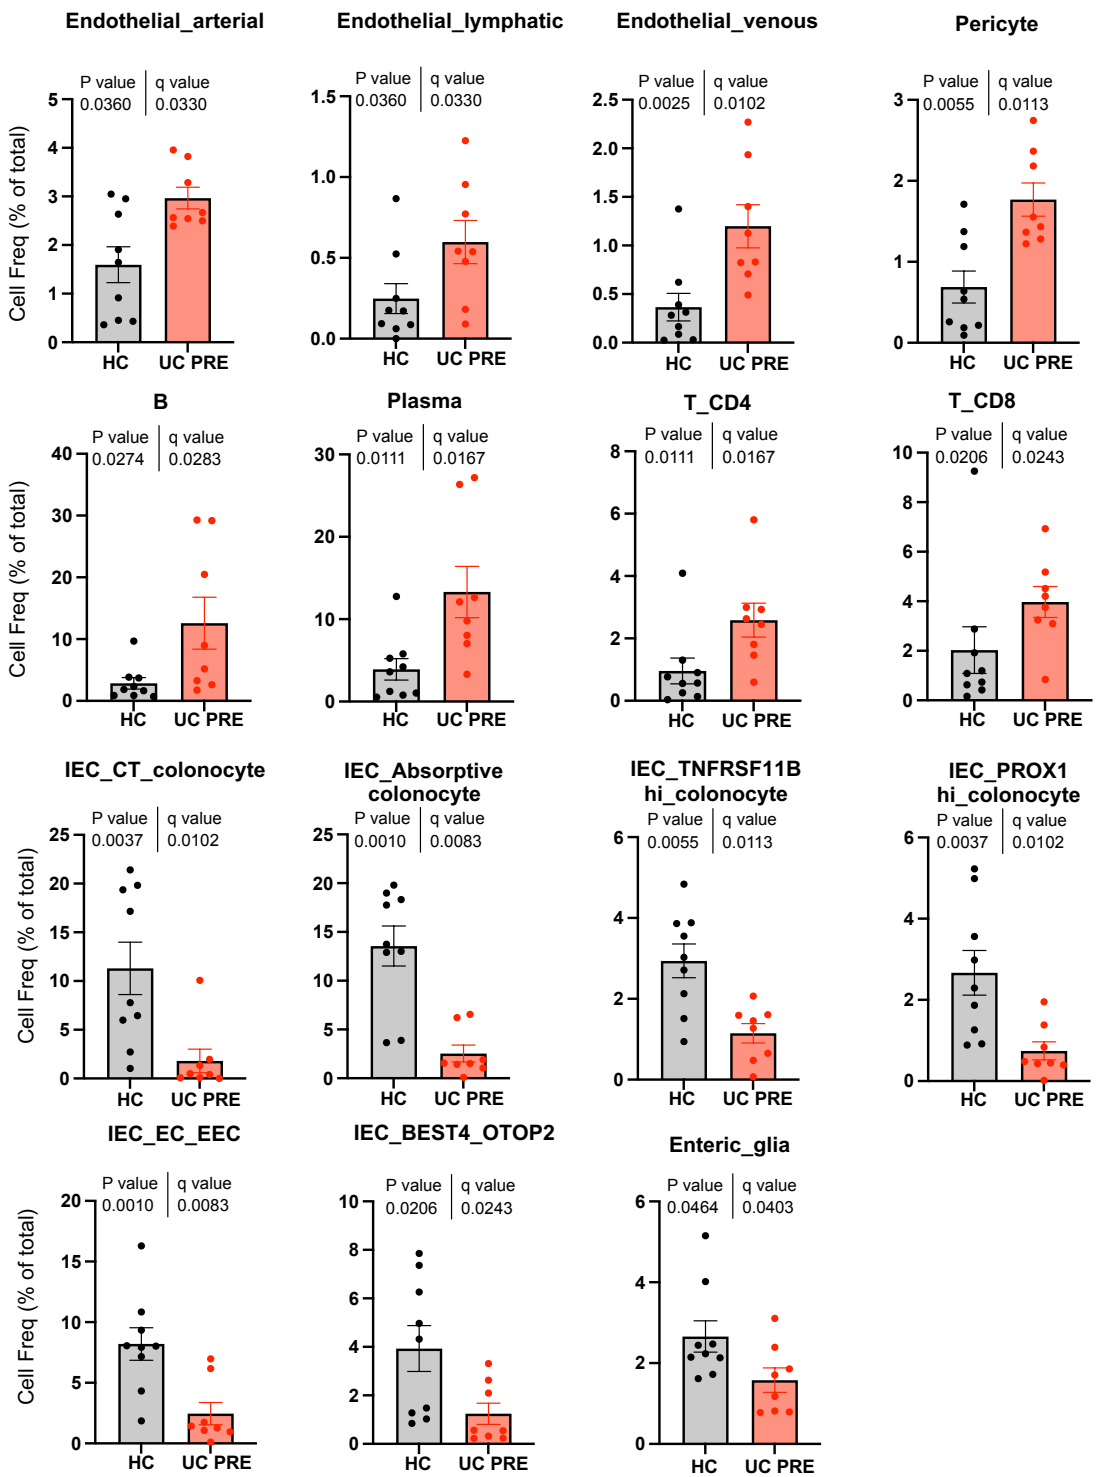 Endothelial_arterial
Endothelial_lymphatic
Endothelial_venous
Pericyte
P value q value
0.0360 0.0330
P value q value
0.0360 0.0330
P value q value
0.0025 0.0102
P value q value
0.0055 0.0113
Cell Freq (% of total)
5
4
3
2
1
0
HC UC PRE
1.5
1.0
0.5
0.0
HC UC PRE
2.5
2.0
1.5
1.0
0.5
0.0
HC UC PRE
3
2
1
0
HC UC PRE
B
Plasma
T_CD4
T_CD8
P value q value
0.0274 0.0283
P value q value
0.0111 0.0167
P value q value
0.0111 0.0167
P value q value
0.0206 0.0243
Cell Freq (% of total)
40
30
20
10
0
HC UC PRE
30
20
10
0
HC UC PRE
8
6
4
2
0
HC UC PRE
10
8
6
4
2
0
HC UC PRE
IEC_CT_colonocyte
IEC_Absorptive
colonocyte
IEC_TNFRSF11B
hi_colonocyte
IEC_PROX1
hi_colonocyte
P value q value
0.0037 0.0102
P value q value
0.0010 0.0083
P value q value
0.0055 0.0113
P value q value
0.0037 0.0102
Cell Freq (% of total)
25
20
15
10
5
0
HC UC PRE
25
20
15
10
5
0
HC UC PRE
6
4
2
0
HC UC PRE
6
4
2
0
HC UC PRE
IEC_EC_EEC
IEC_BEST4_OTOP2
Enteric_glia
P value q value
0.0010 0.0083
P value q value
0.0206 0.0243
P value q value
0.0464 0.0403
Cell Freq (% of total)
20
15
10
5
0
HC UC PRE
10
8
6
4
2
0
HC UC PRE
6
4
2
0
HC UC PRE